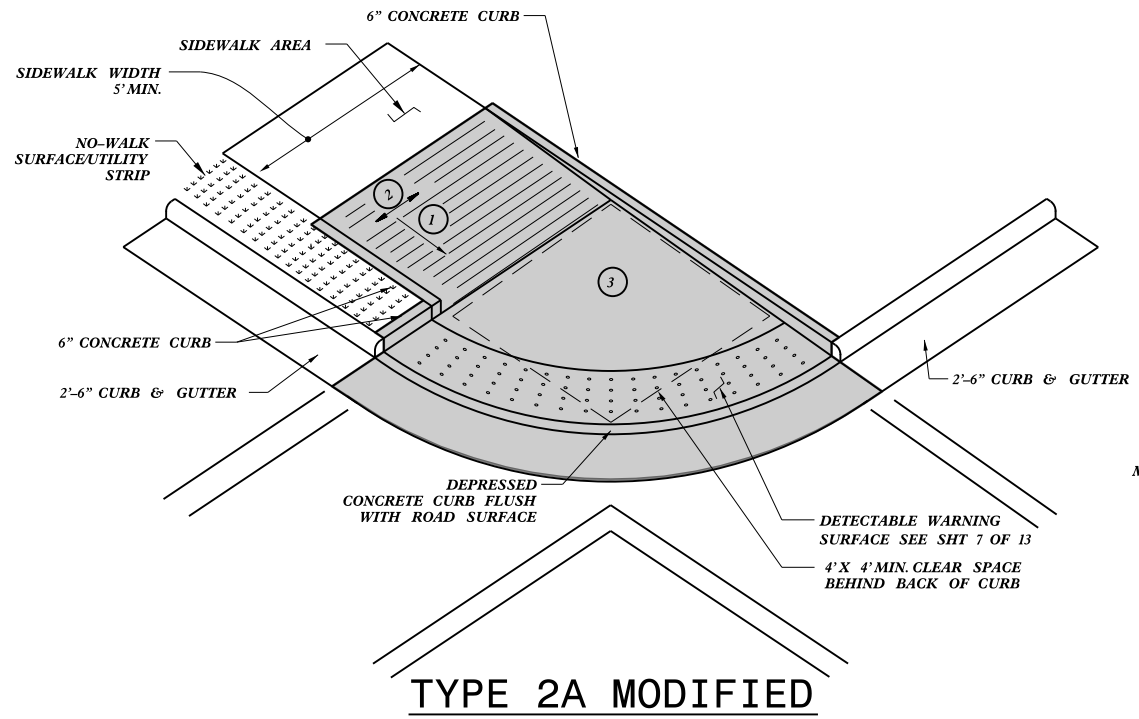 6" CONCRETE CURB
SIDEWALK AREA
SIDEWALK WIDTH
5' MIN.
NO-WALK
SURFACE/UTILITY
STRIP
2
1
3
6" CONCRETE CURB
2'-6" CURB & GUTTER
2'-6" CURB & GUTTER
DEPRESSED
CONCRETE CURB FLUSH
WITH ROAD SURFACE
DETECTABLE WARNING
SURFACE SEE SHT 7 OF 13
4' X 4' MIN. CLEAR SPACE
BEHIND BACK OF CURB
TYPE 2A MODIFIED